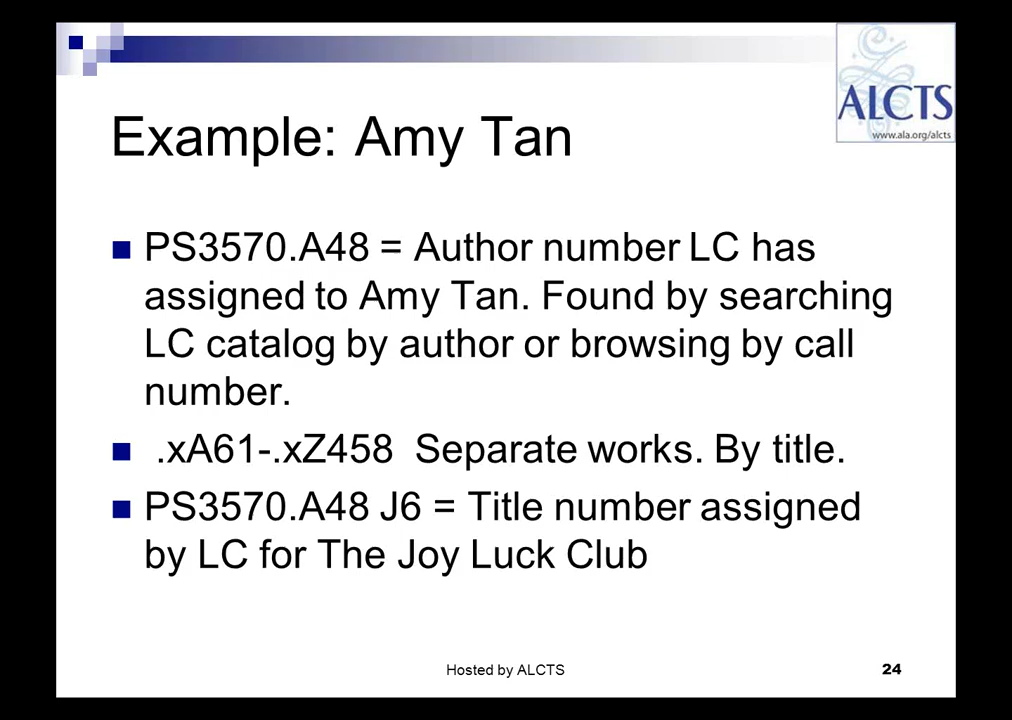 ALCTS
www.ala.org/alcts
Example: Amy Tan
PS3570.A48 = Author number LC has
assigned to Amy Tan. Found by searching
LC catalog by author or browsing by call
number.
.xA61-.xZ458  Separate works. By title.
PS3570.A48 J6 = Title number assigned
by LC for The Joy Luck Club
Hosted by ALCTS
24